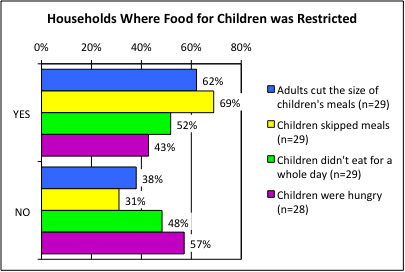 Households Where Food for Children was Restricted
0% 20% 40% 60% 80%
YES
62%
69%
52%
43%
NO
38%
31%
48%
57%
Adults cut the size of
children's meals (n=29)
Children skipped meals
(n=29)
Children didn't eat for a
whole day (n=29)
Children were hungry
(n=28)